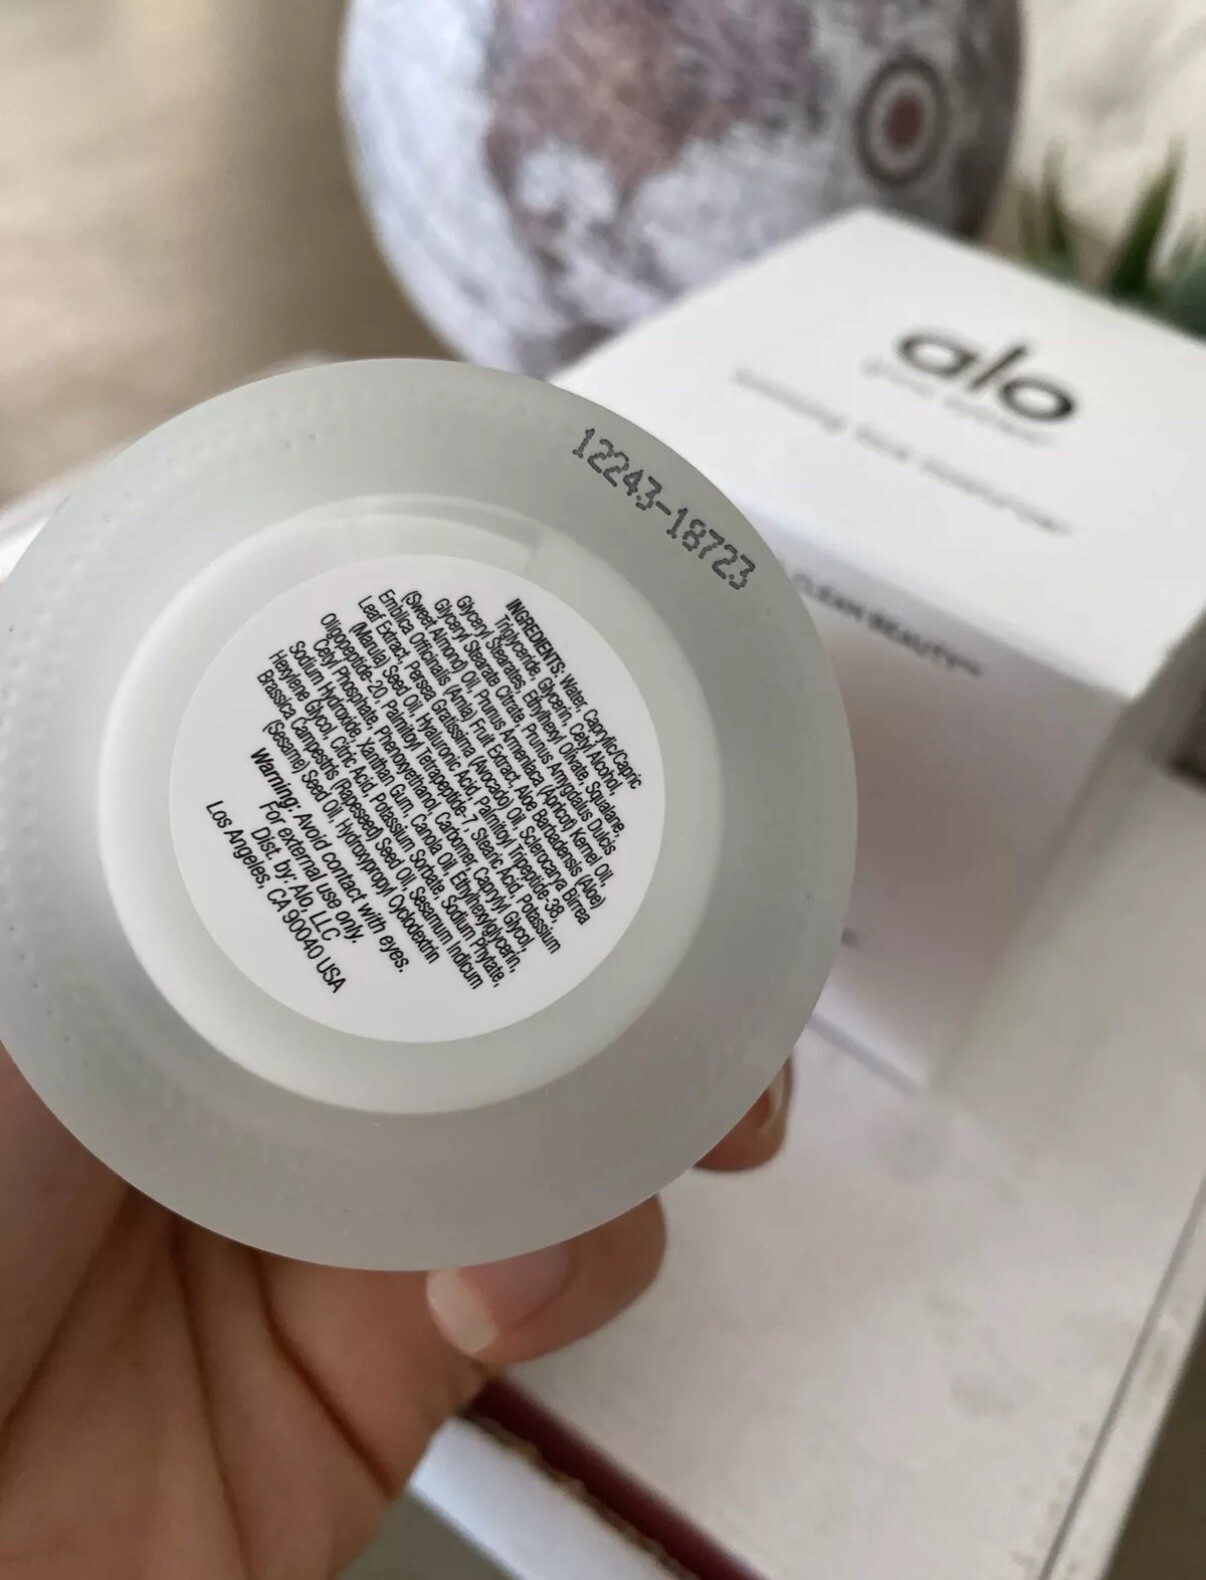 alo
CLEAN BEAUTY™
12243-18723
INGREDIENTS: Water, Caprylic/Capric
Triglyceride, Glycerin, Cetyl Alcohol,
Glyceryl Stearates, Ethylhexyl Olivate, Squalane,
Glyceryl Stearate Citrate, Prunus Amygdalus Dulcis
(Sweet Almond) Oil, Prunus Armeniaca (Apricot) Kernel Oil,
Emblica Officinalis (Amla) Fruit Extract, Aloe Barbadensis (Aloe)
Leaf Extract, Persea Gratissima (Avocado) Oil, Sclerocarya Birrea
(Marula) Seed Oil, Hyaluronic Acid, Palmitoyl Tripeptide-38,
Oligopeptide-20, Palmitoyl Tetrapeptide-7, Stearic Acid, Potassium
Cetyl Phosphate, Phenoxyethanol, Carbomer, Caprylyl Glycol,
Sodium Hydroxide, Xanthan Gum, Canola Oil, Ethylhexylglycerin,
Hexylene Glycol, Citric Acid, Potassium Sorbate, Sodium Phytate,
Brassica Campestris (Rapeseed) Seed Oil, Sesamum Indicum
(Sesame) Seed Oil, Hydroxypropyl Cyclodextrin
Warning: Avoid contact with eyes.
For external use only.
Dist. by: Alo, LLC
Los Angeles, CA 90040 USA